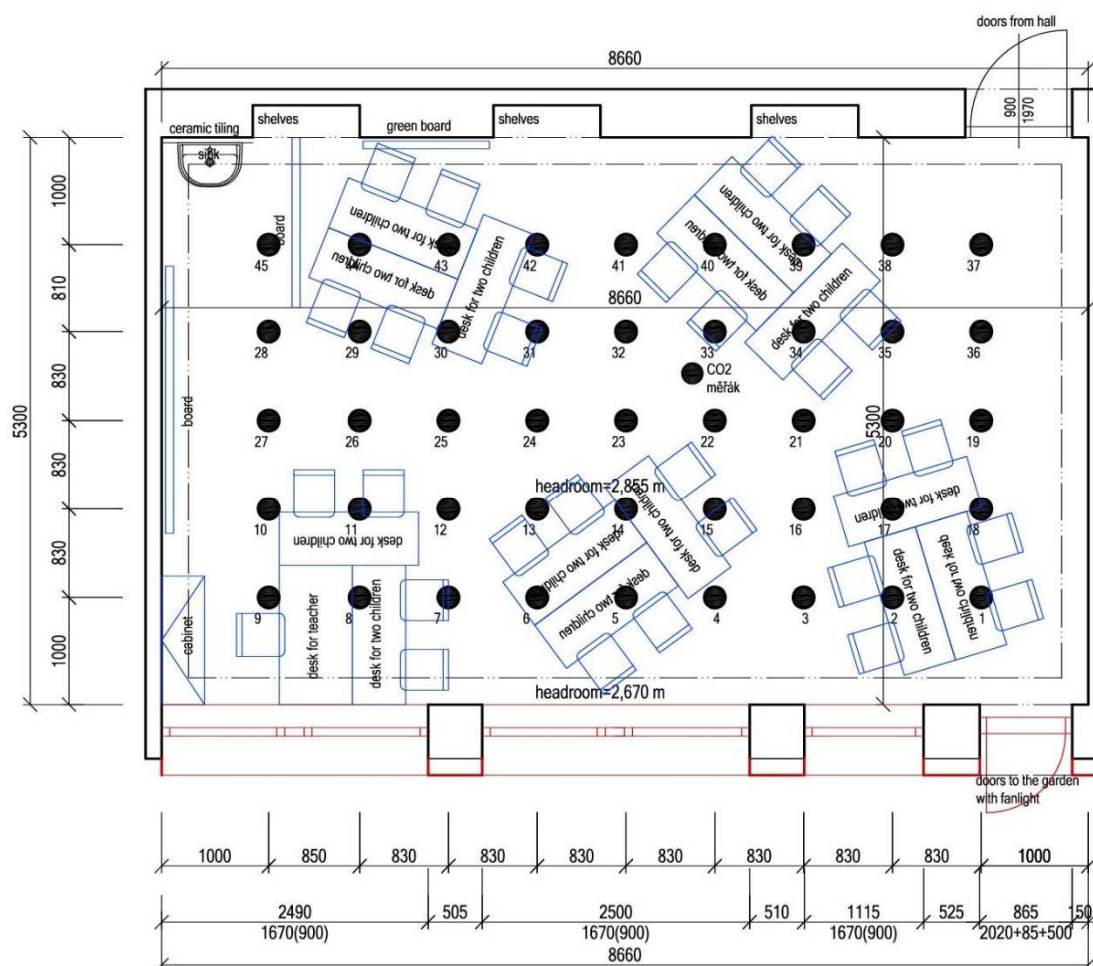 doors from hall
8660
900
1970
shelves
shelves
shelves
ceramic tiling
green board
sink
board
desk for two children
desk for two children
desk for two children
desk for two children
desk for two children
desk for two children
1000
45
44
43
42
41
40
39
38
37
810
8660
28
29
30
31
32
33
34
35
36
CO2
měřák
830
5300
board
5300
27
26
25
24
23
22
21
20
19
830
headroom=2,855 m
desk for two children
desk for two children
desk for two children
desk for two children
desk for two children
10
11
12
13
14
15
16
17
18
830
desk for two children
desk for two children
desk for teacher
desk for two children
9
8
7
6
5
4
3
2
1
cabinet
1000
headroom=2,670 m
doors to the garden
with fanlight
1000
850
830
830
830
830
830
830
830
1000
2490
505
2500
510
1115
525
865
150
1670(900)
1670(900)
1670(900)
2020+85+500
8660